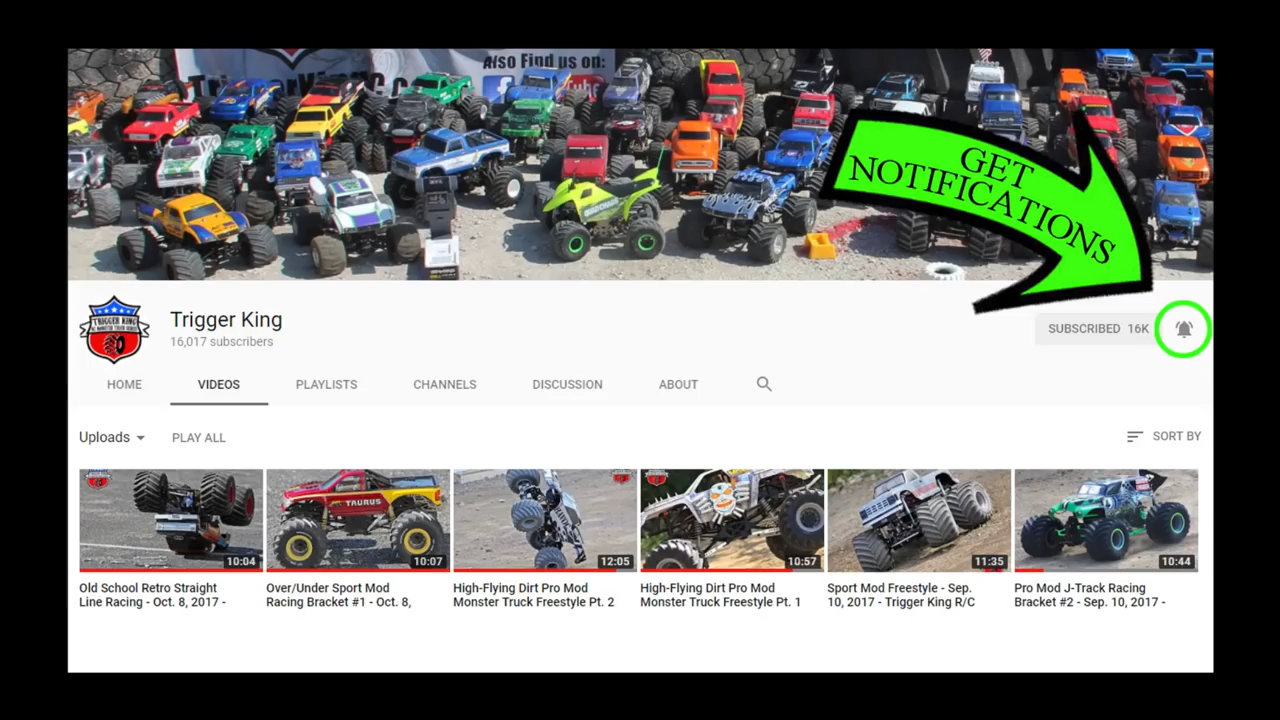 Also Find us on:
GET
NOTIFICATIONS
TRIGGER KING
Trigger King
16,017 subscribers
SUBSCRIBED 16K
HOME
VIDEOS
PLAYLISTS
CHANNELS
DISCUSSION
ABOUT
Uploads
PLAY ALL
SORT BY
TAURUS
10:04
10:07
12:05
10:57
11:35
10:44
Old School Retro Straight
Line Racing - Oct. 8, 2017 -
Over/Under Sport Mod
Racing Bracket #1 - Oct. 8,
High-Flying Dirt Pro Mod
Monster Truck Freestyle Pt. 2
High-Flying Dirt Pro Mod
Monster Truck Freestyle Pt. 1
Sport Mod Freestyle - Sep.
10, 2017 - Trigger King R/C
Pro Mod J-Track Racing
Bracket #2 - Sep. 10, 2017 -